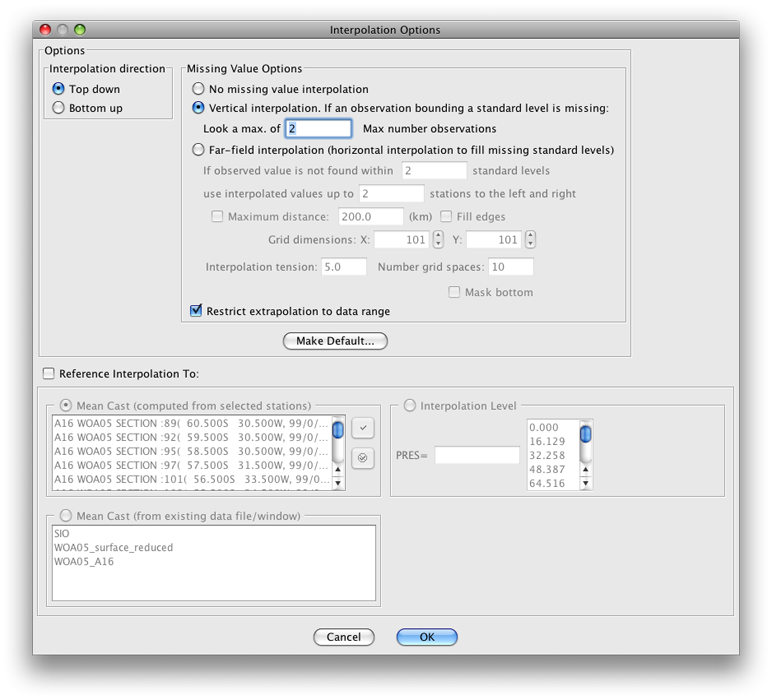 Interpolation Options
Options
Interpolation direction
Top down
Bottom up
Missing Value Options
No missing value interpolation
Vertical interpolation. If an observation bounding a standard level is missing:
Look a max. of 2 Max number observations
Far-field interpolation (horizontal interpolation to fill missing standard levels)
If observed value is not found within 2 standard levels
use interpolated values up to 2 stations to the left and right
Maximum distance: 200.0 (km) Fill edges
Grid dimensions: X: 101 Y: 101
Interpolation tension: 5.0 Number grid spaces: 10
Mask bottom
Restrict extrapolation to data range
Make Default...
Reference Interpolation To:
Mean Cast (computed from selected stations)
A16 WOA05 SECTION :89( 60.500S 30.500W, 99/0/...
A16 WOA05 SECTION :92( 59.500S 30.500W, 99/0/...
A16 WOA05 SECTION :95( 58.500S 30.500W, 99/0/...
A16 WOA05 SECTION :97( 57.500S 31.500W, 99/0/...
A16 WOA05 SECTION :101( 56.500S 33.500W, 99/0...
Interpolation Level
PRES=
0.000
16.129
32.258
48.387
64.516
Mean Cast (from existing data file/window)
SIO
WOA05_surface_reduced
WOA05_A16
Cancel
OK